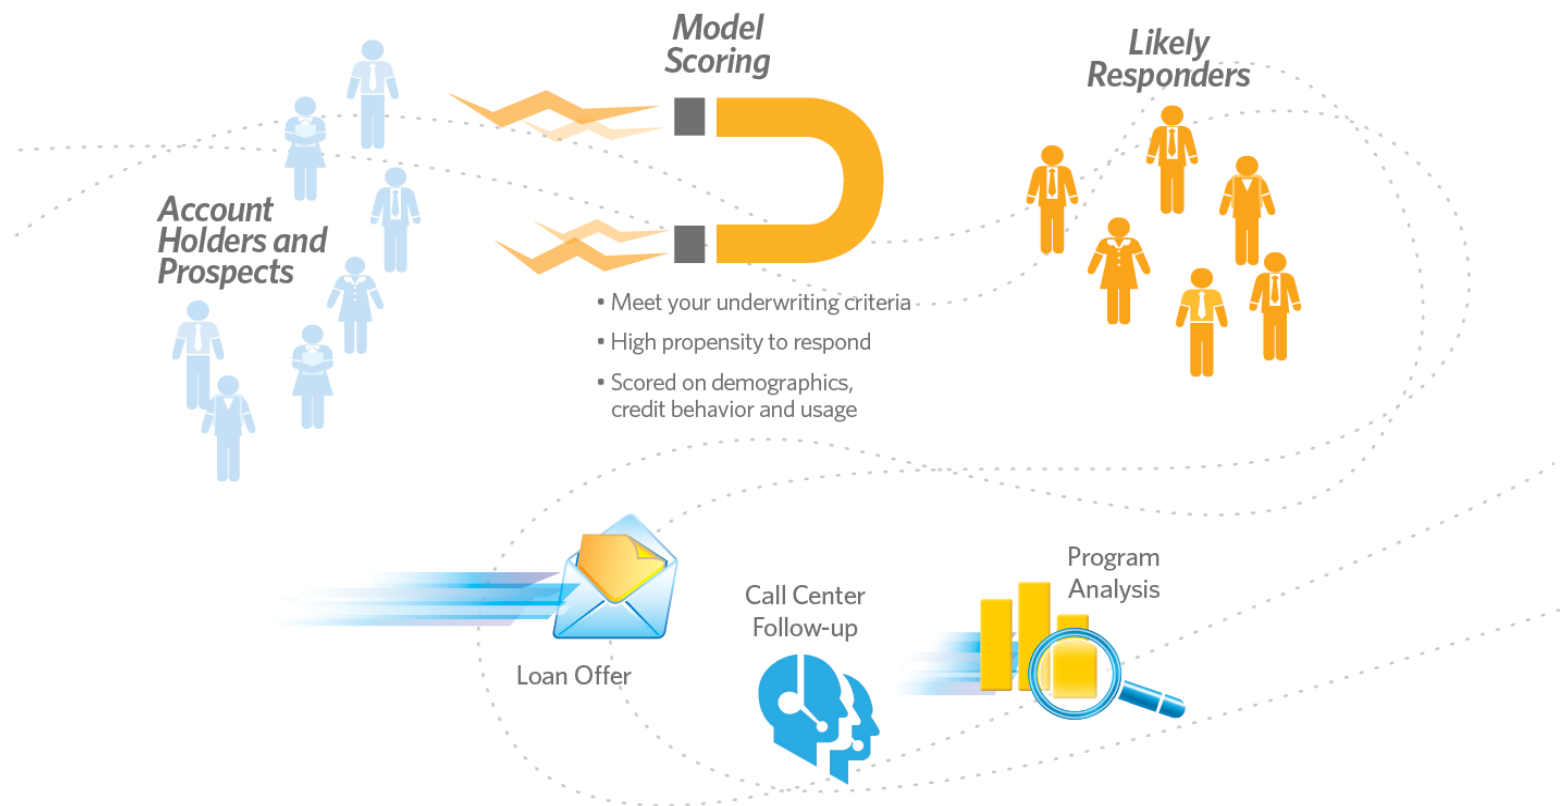 Model
Scoring
Likely
Responders
Account
Holders and
Prospects
▪ Meet your underwriting criteria
▪ High propensity to respond
▪ Scored on demographics,
credit behavior and usage
Loan Offer
Call Center
Follow-up
Program
Analysis